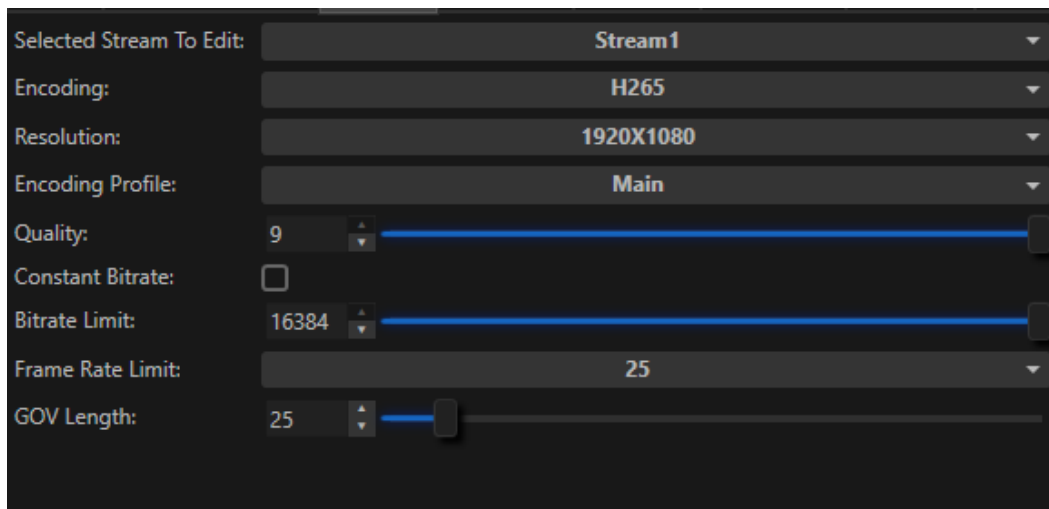 Selected Stream To Edit: Stream1
Encoding: H265
Resolution: 1920X1080
Encoding Profile: Main
Quality: 9
Constant Bitrate:
Bitrate Limit: 16384
Frame Rate Limit: 25
GOV Length: 25